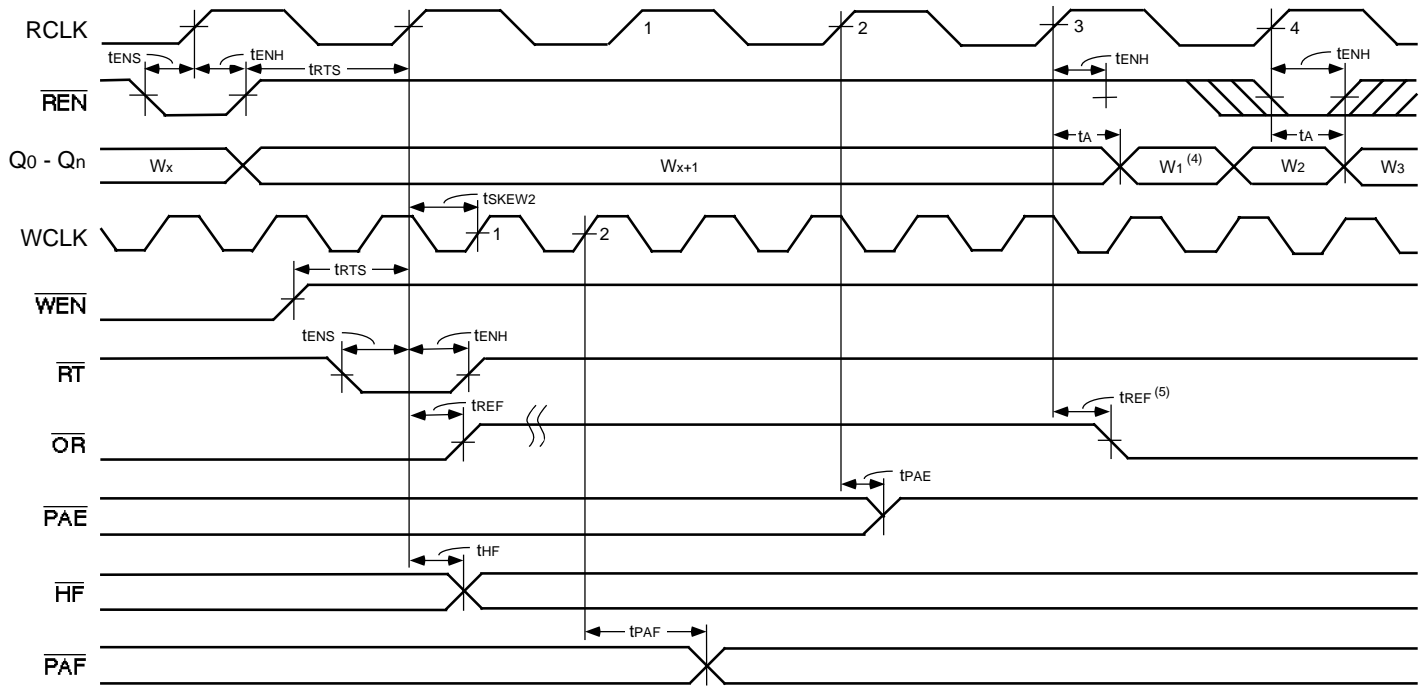 RCLK
1
2
3
4
tENS
tENH
tRTS
tENH
tENH
REN
tA
tA
Q0 - Qn
Wx
Wx+1
W1 (4)
W2
W3
tSKEW2
WCLK
1
2
tRTS
WEN
tENS
tENH
RT
tREF
tREF (5)
OR
tPAE
PAE
tHF
HF
tPAF
PAF